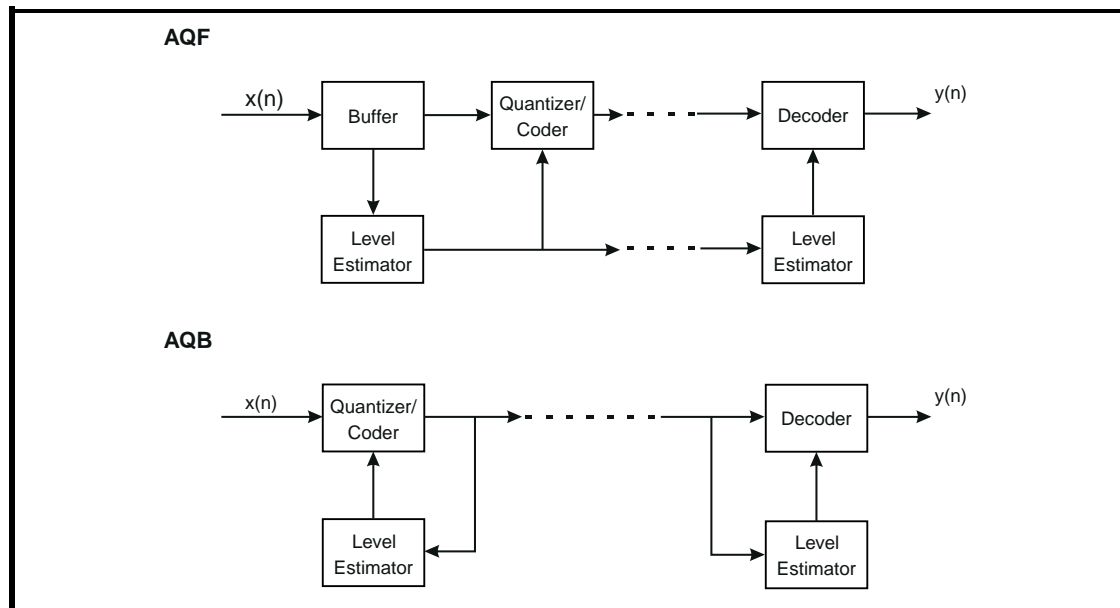 AQF
x(n)
Buffer
Quantizer/
Coder
Decoder
y(n)
Level
Estimator
Level
Estimator
AQB
x(n)
Quantizer/
Coder
Decoder
y(n)
Level
Estimator
Level
Estimator